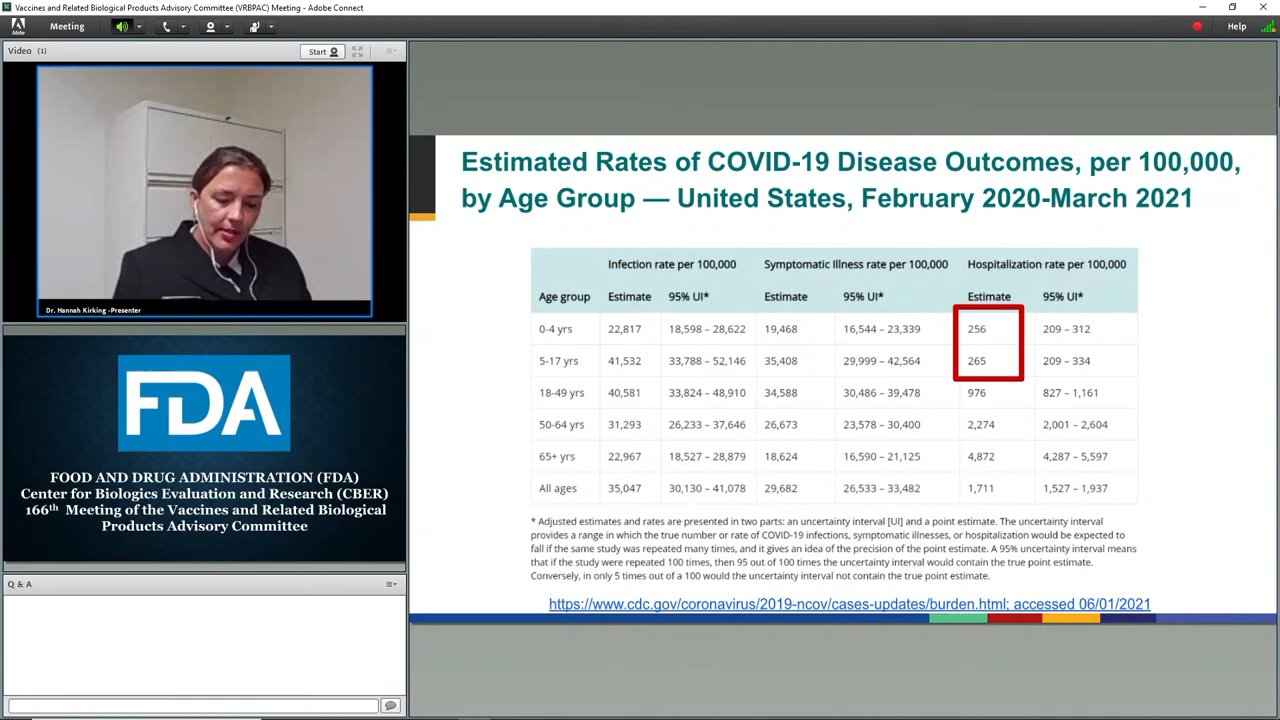 Vaccines and Related Biological Products Advisory Committee (VRBPAC) Meeting - Adobe Connect
Adobe
Meeting
Help
Video (1)
Start
Dr. Hannah Kirking -Presenter
FDA
FOOD AND DRUG ADMINISTRATION (FDA)
Center for Biologics Evaluation and Research (CBER)
166th Meeting of the Vaccines and Related Biological
Products Advisory Committee
Q & A
Estimated Rates of COVID-19 Disease Outcomes, per 100,000,
by Age Group — United States, February 2020-March 2021
Infection rate per 100,000 Symptomatic Illness rate per 100,000 Hospitalization rate per 100,000
Age group Estimate 95% UI* Estimate 95% UI* Estimate 95% UI*
0-4 yrs 22,817 18,598 – 28,622 19,468 16,544 – 23,339 256 209 – 312
5-17 yrs 41,532 33,788 – 52,146 35,408 29,999 – 42,564 265 209 – 334
18-49 yrs 40,581 33,824 – 48,910 34,588 30,486 – 39,478 976 827 – 1,161
50-64 yrs 31,293 26,233 – 37,646 26,673 23,578 – 30,400 2,274 2,001 – 2,604
65+ yrs 22,967 18,527 – 28,879 18,624 16,590 – 21,125 4,872 4,287 – 5,597
All ages 35,047 30,130 – 41,078 29,682 26,533 – 33,482 1,711 1,527 – 1,937
* Adjusted estimates and rates are presented in two parts: an uncertainty interval [UI] and a point estimate. The uncertainty interval
provides a range in which the true number or rate of COVID-19 infections, symptomatic illnesses, or hospitalization would be expected to
fall if the same study was repeated many times, and it gives an idea of the precision of the point estimate. A 95% uncertainty interval means
that if the study were repeated 100 times, then 95 out of 100 times the uncertainty interval would contain the true point estimate.
Conversely, in only 5 times out of a 100 would the uncertainty interval not contain the true point estimate.
https://www.cdc.gov/coronavirus/2019-ncov/cases-updates/burden.html; accessed 06/01/2021